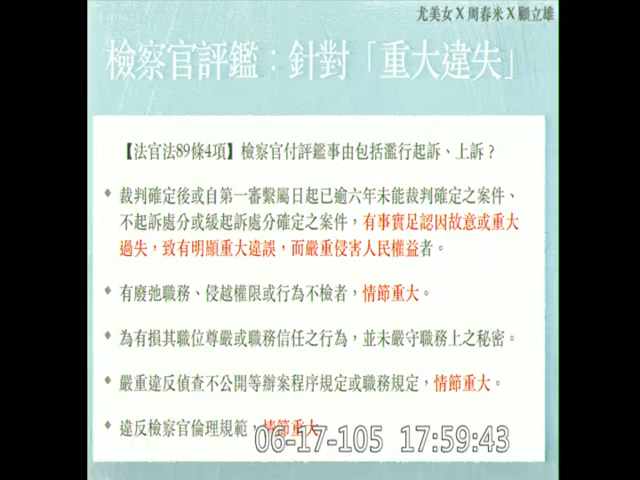 尤美女 X 周春米 X 顧立雄
檢察官評鑑：針對「重大違失」
【法官法89條4項】檢察官付評鑑事由包括濫行起訴、上訴？
裁判確定後或自第一審繫屬日起已逾六年未能裁判確定之案件、
不起訴處分或緩起訴處分確定之案件，有事實足認因故意或重大
過失，致有明顯重大違誤，而嚴重侵害人民權益者。
有廢弛職務、侵越權限或行為不檢者，情節重大。
為有損其職位尊嚴或職務信任之行為，並未嚴守職務上之秘密。
嚴重違反偵查不公開等辦案程序規定或職務規定，情節重大。
違反檢察官倫理規範，情節重大
06-17-105 17:59:43